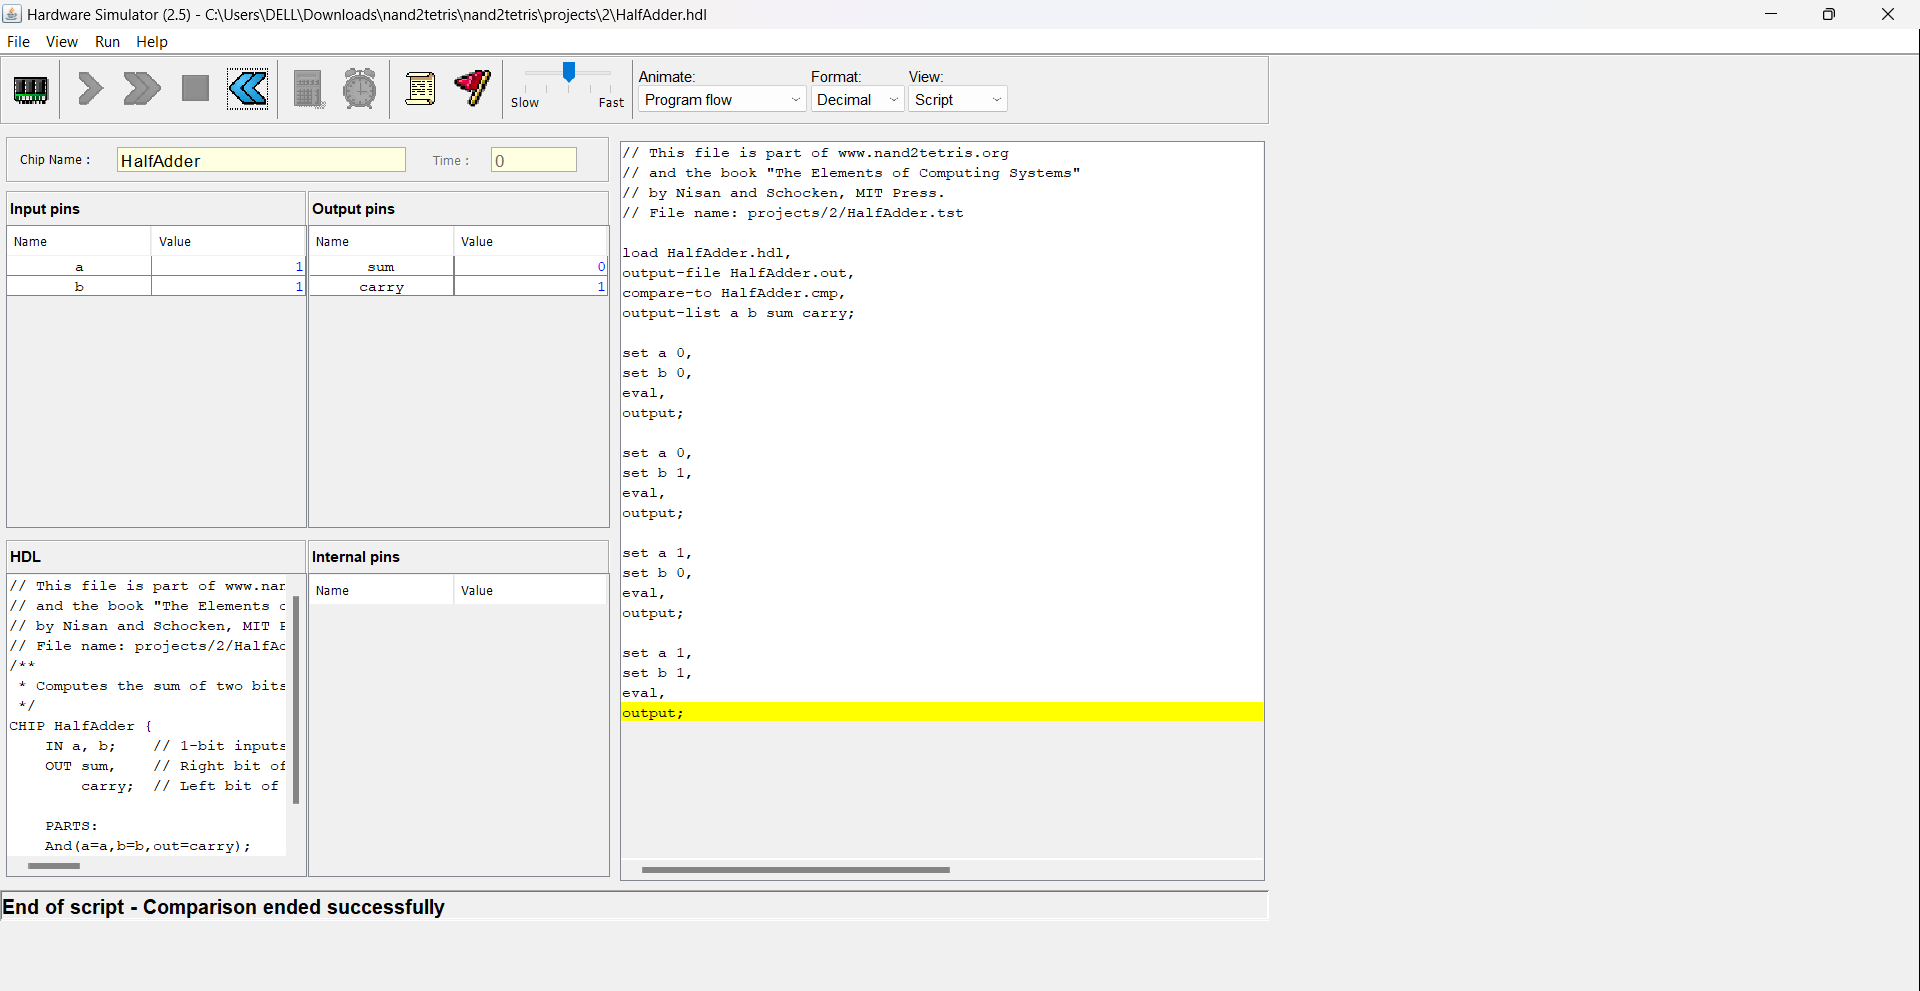 Hardware Simulator (2.5) - C:\Users\DELL\Downloads\nand2tetris\nand2tetris\projects\2\HalfAdder.hdl
File View Run Help
Slow Fast
Animate: Format: View:
Program flow Decimal Script
Chip Name : HalfAdder Time : 0
Input pins
Name Value
a 1
b 1
Output pins
Name Value
sum 0
carry 1
HDL
// This file is part of www.nan
// and the book "The Elements c
// by Nisan and Schocken, MIT P
// File name: projects/2/HalfAd
/**
* Computes the sum of two bits
*/
CHIP HalfAdder {
IN a, b; // 1-bit inputs
OUT sum, // Right bit of
carry; // Left bit of
PARTS:
And(a=a,b=b,out=carry);
Internal pins
Name Value
// This file is part of www.nand2tetris.org
// and the book "The Elements of Computing Systems"
// by Nisan and Schocken, MIT Press.
// File name: projects/2/HalfAdder.tst
load HalfAdder.hdl,
output-file HalfAdder.out,
compare-to HalfAdder.cmp,
output-list a b sum carry;
set a 0,
set b 0,
eval,
output;
set a 0,
set b 1,
eval,
output;
set a 1,
set b 0,
eval,
output;
set a 1,
set b 1,
eval,
output;
End of script - Comparison ended successfully